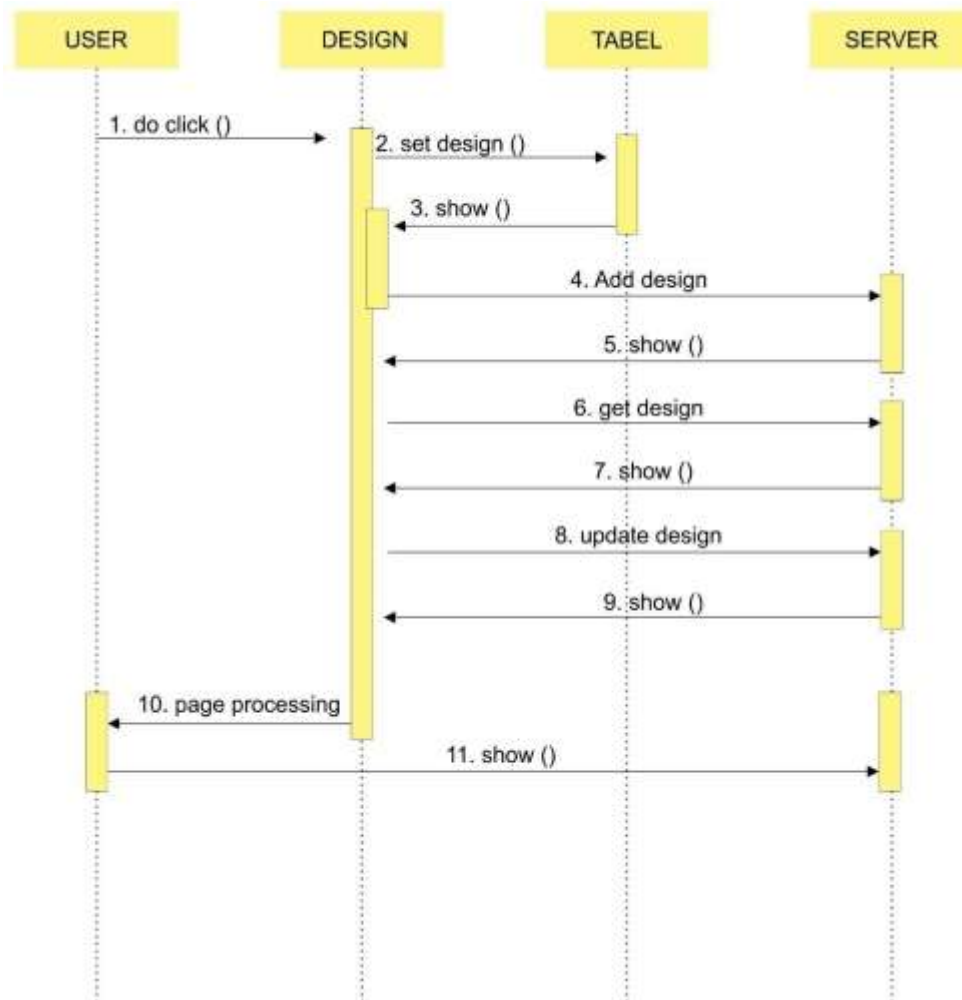 USER
DESIGN
TABEL
SERVER
1. do click ()
2. set design ()
3. show ()
4. Add design
5. show ()
6. get design
7. show ()
8. update design
9. show ()
10. page processing
11. show ()